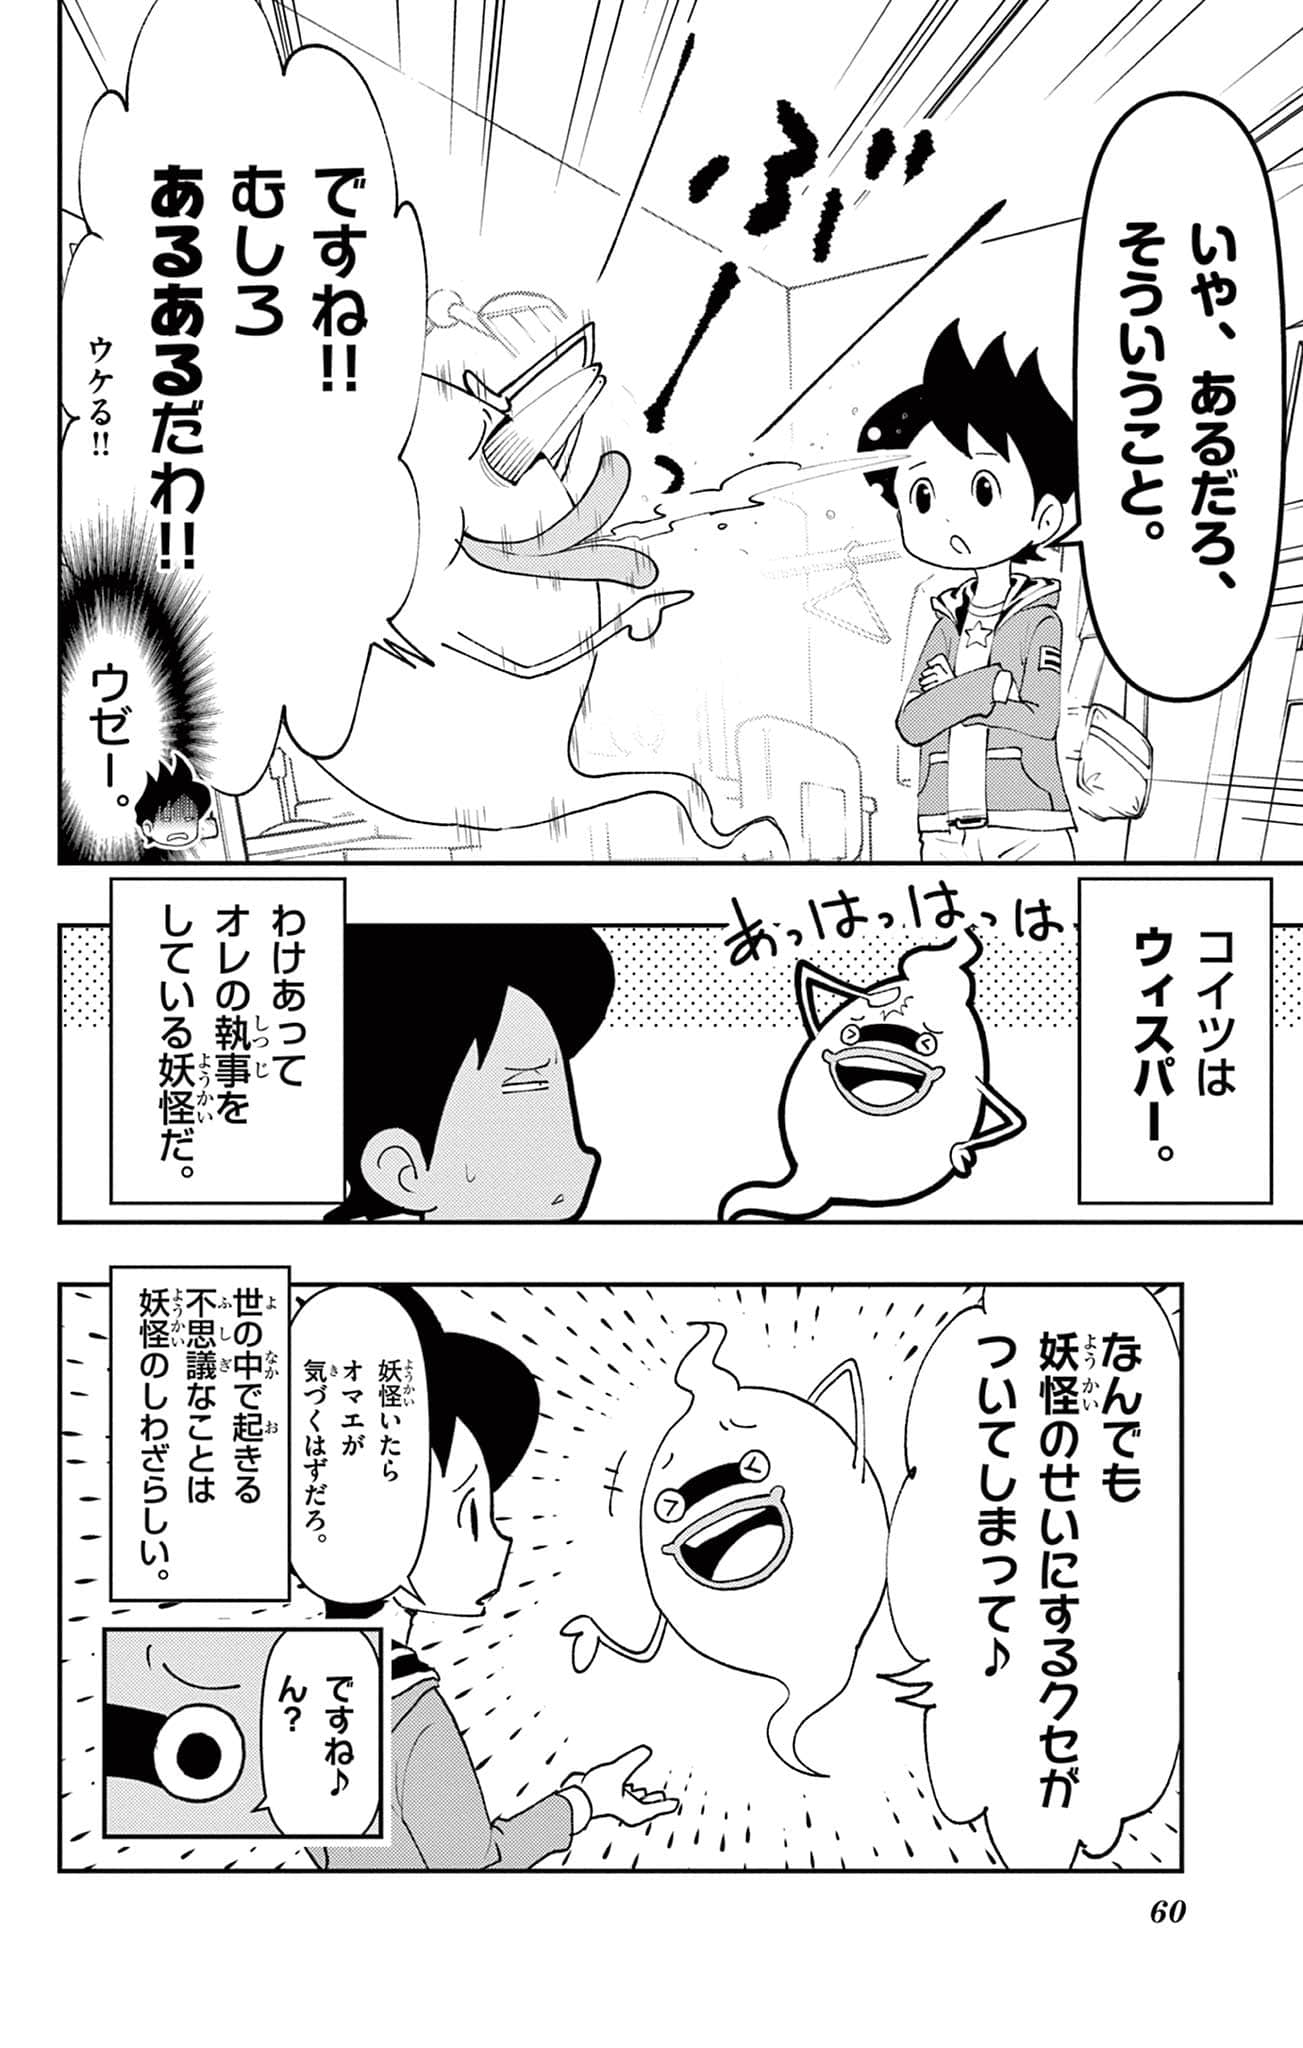 いや、あるだろ、
そういうこと。
ぶーっ
ですね!!
むしろ
あるあるだわ!!
ウケる!!
ウゼー。
コイツは
ウィスパー。
あっはっはっは
わけあって
オレの執事を
している妖怪だ。
なんでも
妖怪のせいにするクセが
ついてしまって♪
妖怪いたら
オマエが
気づくはずだろ。
世の中で起きる
不思議なことは
妖怪のしわざらしい。
ですね♪
ん?
60